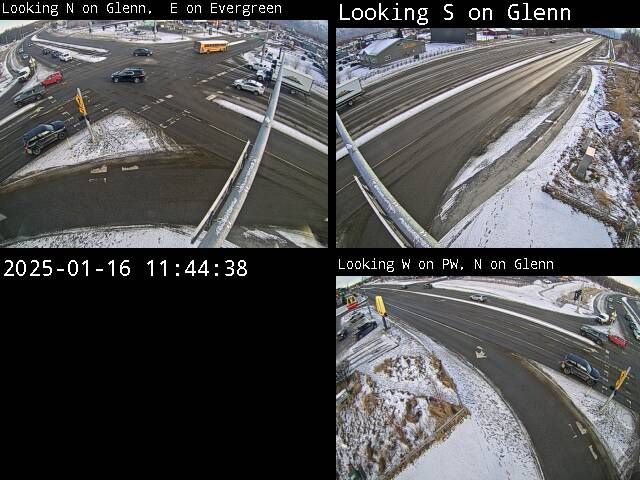 Looking N on Glenn,  E on Evergreen
Looking S on Glenn
2025-01-16 11:44:38
Looking W on PW, N on Glenn